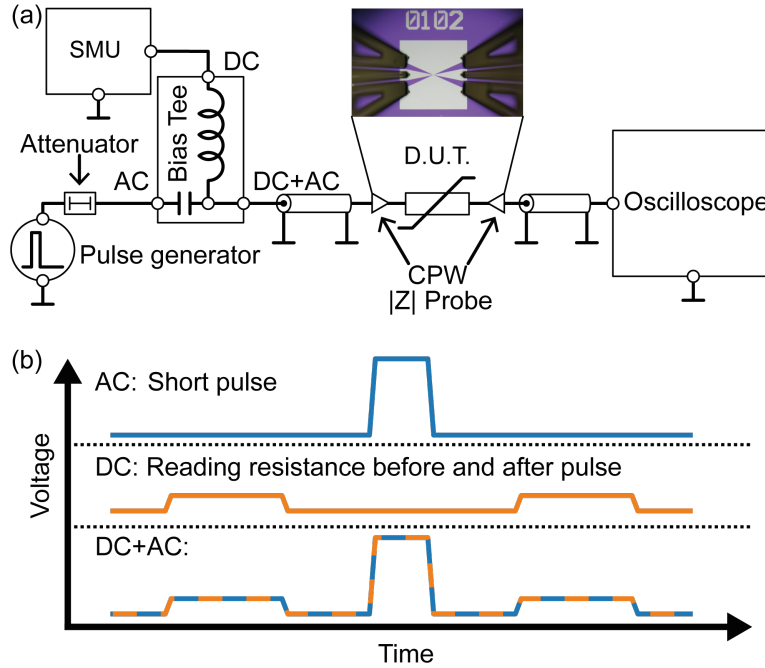 (a)
SMU
DC
0102
Attenuator
Bias Tee
AC
DC+AC
D.U.T.
Oscilloscope
Pulse generator
CPW
|Z| Probe
(b)
AC: Short pulse
DC: Reading resistance before and after pulse
DC+AC:
Voltage
Time